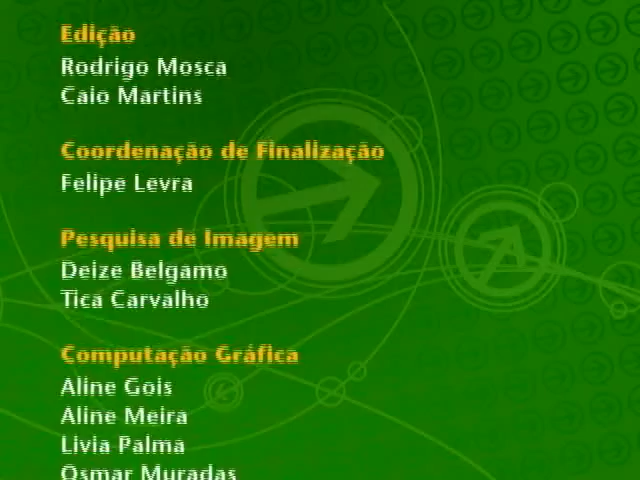 Edição
Rodrigo Mosca
Caio Martins
Coordenação de Finalização
Felipe Levra
Pesquisa de Imagem
Deize Belgamo
Tica Carvalho
Computação Gráfica
Aline Gois
Aline Meira
Livia Palma
Osmar Muradas